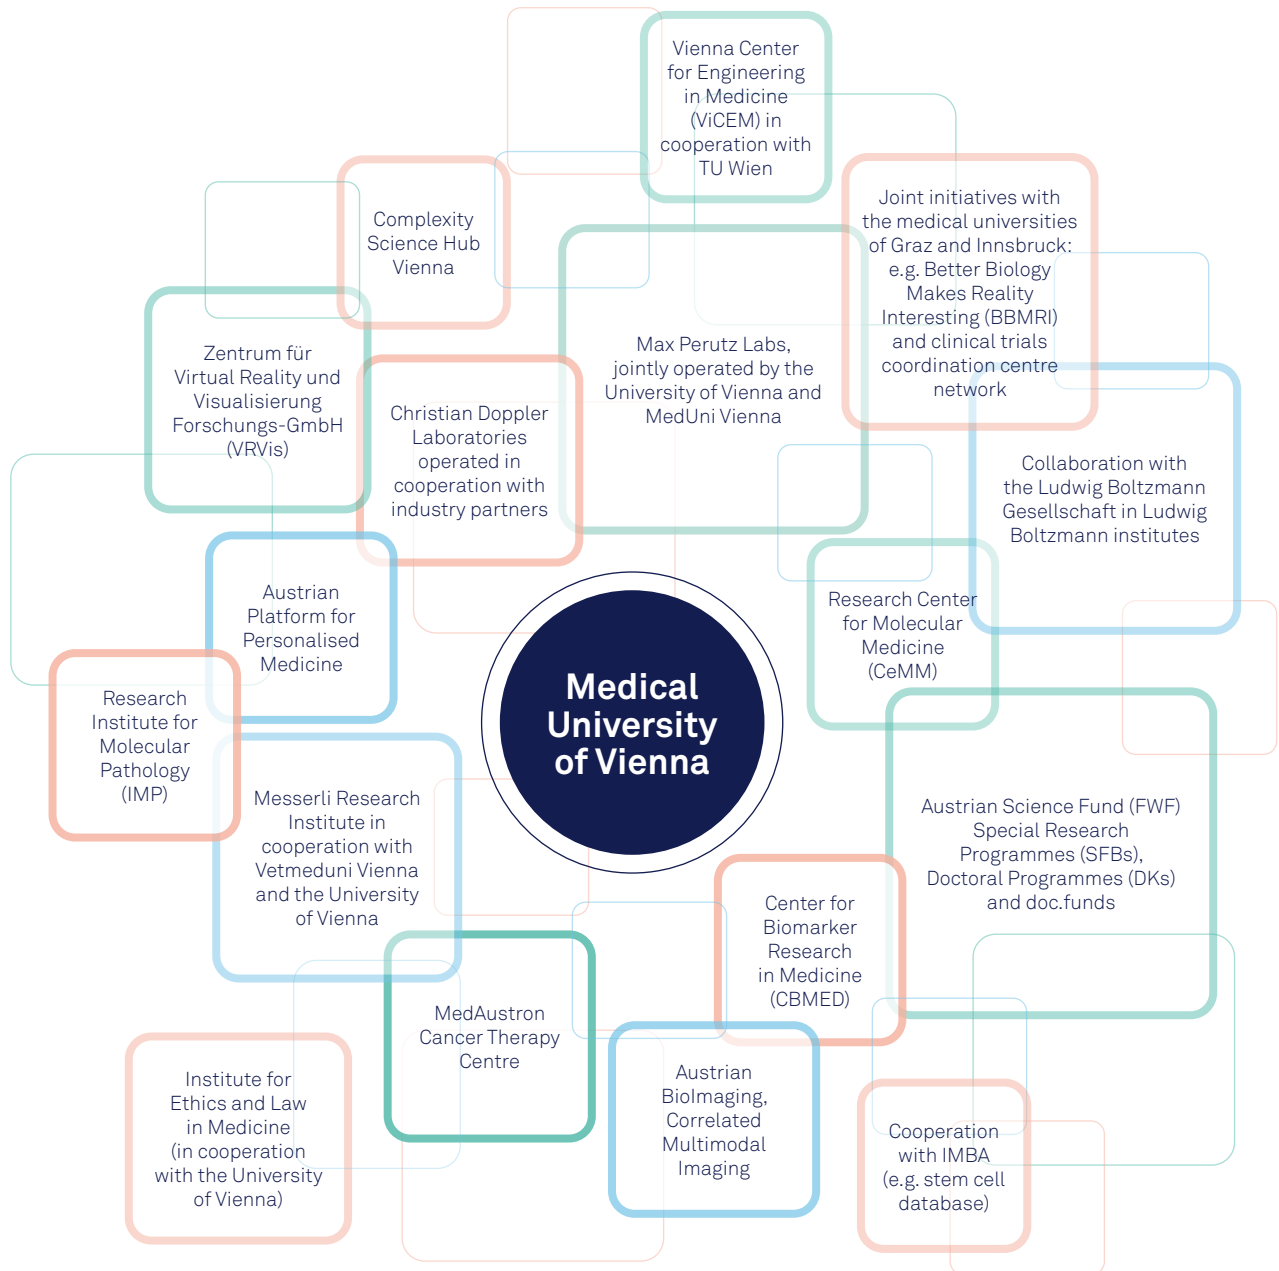 Vienna Center
for Engineering
in Medicine
(ViCEM) in
cooperation with
TU Wien
Complexity
Science Hub
Vienna
Joint initiatives with
the medical universities
of Graz and Innsbruck:
e.g. Better Biology
Makes Reality
Interesting (BBMRI)
and clinical trials
coordination centre
network
Zentrum für
Virtual Reality und
Visualisierung
Forschungs-GmbH
(VRVis)
Christian Doppler
Laboratories
operated in
cooperation with
industry partners
Max Perutz Labs,
jointly operated by the
University of Vienna and
MedUni Vienna
Collaboration with
the Ludwig Boltzmann
Gesellschaft in Ludwig
Boltzmann institutes
Austrian
Platform for
Personalised
Medicine
Research Center
for Molecular
Medicine
(CeMM)
Medical
University
of Vienna
Research
Institute for
Molecular
Pathology
(IMP)
Messerli Research
Institute in
cooperation with
Vetmeduni Vienna
and the University
of Vienna
Austrian Science Fund (FWF)
Special Research
Programmes (SFBs),
Doctoral Programmes (DKs)
and doc.funds
Center for
Biomarker
Research
in Medicine
(CBMED)
MedAustron
Cancer Therapy
Centre
Institute for
Ethics and Law
in Medicine
(in cooperation
with the University
of Vienna)
Austrian
BioImaging,
Correlated
Multimodal
Imaging
Cooperation
with IMBA
(e.g. stem cell
database)